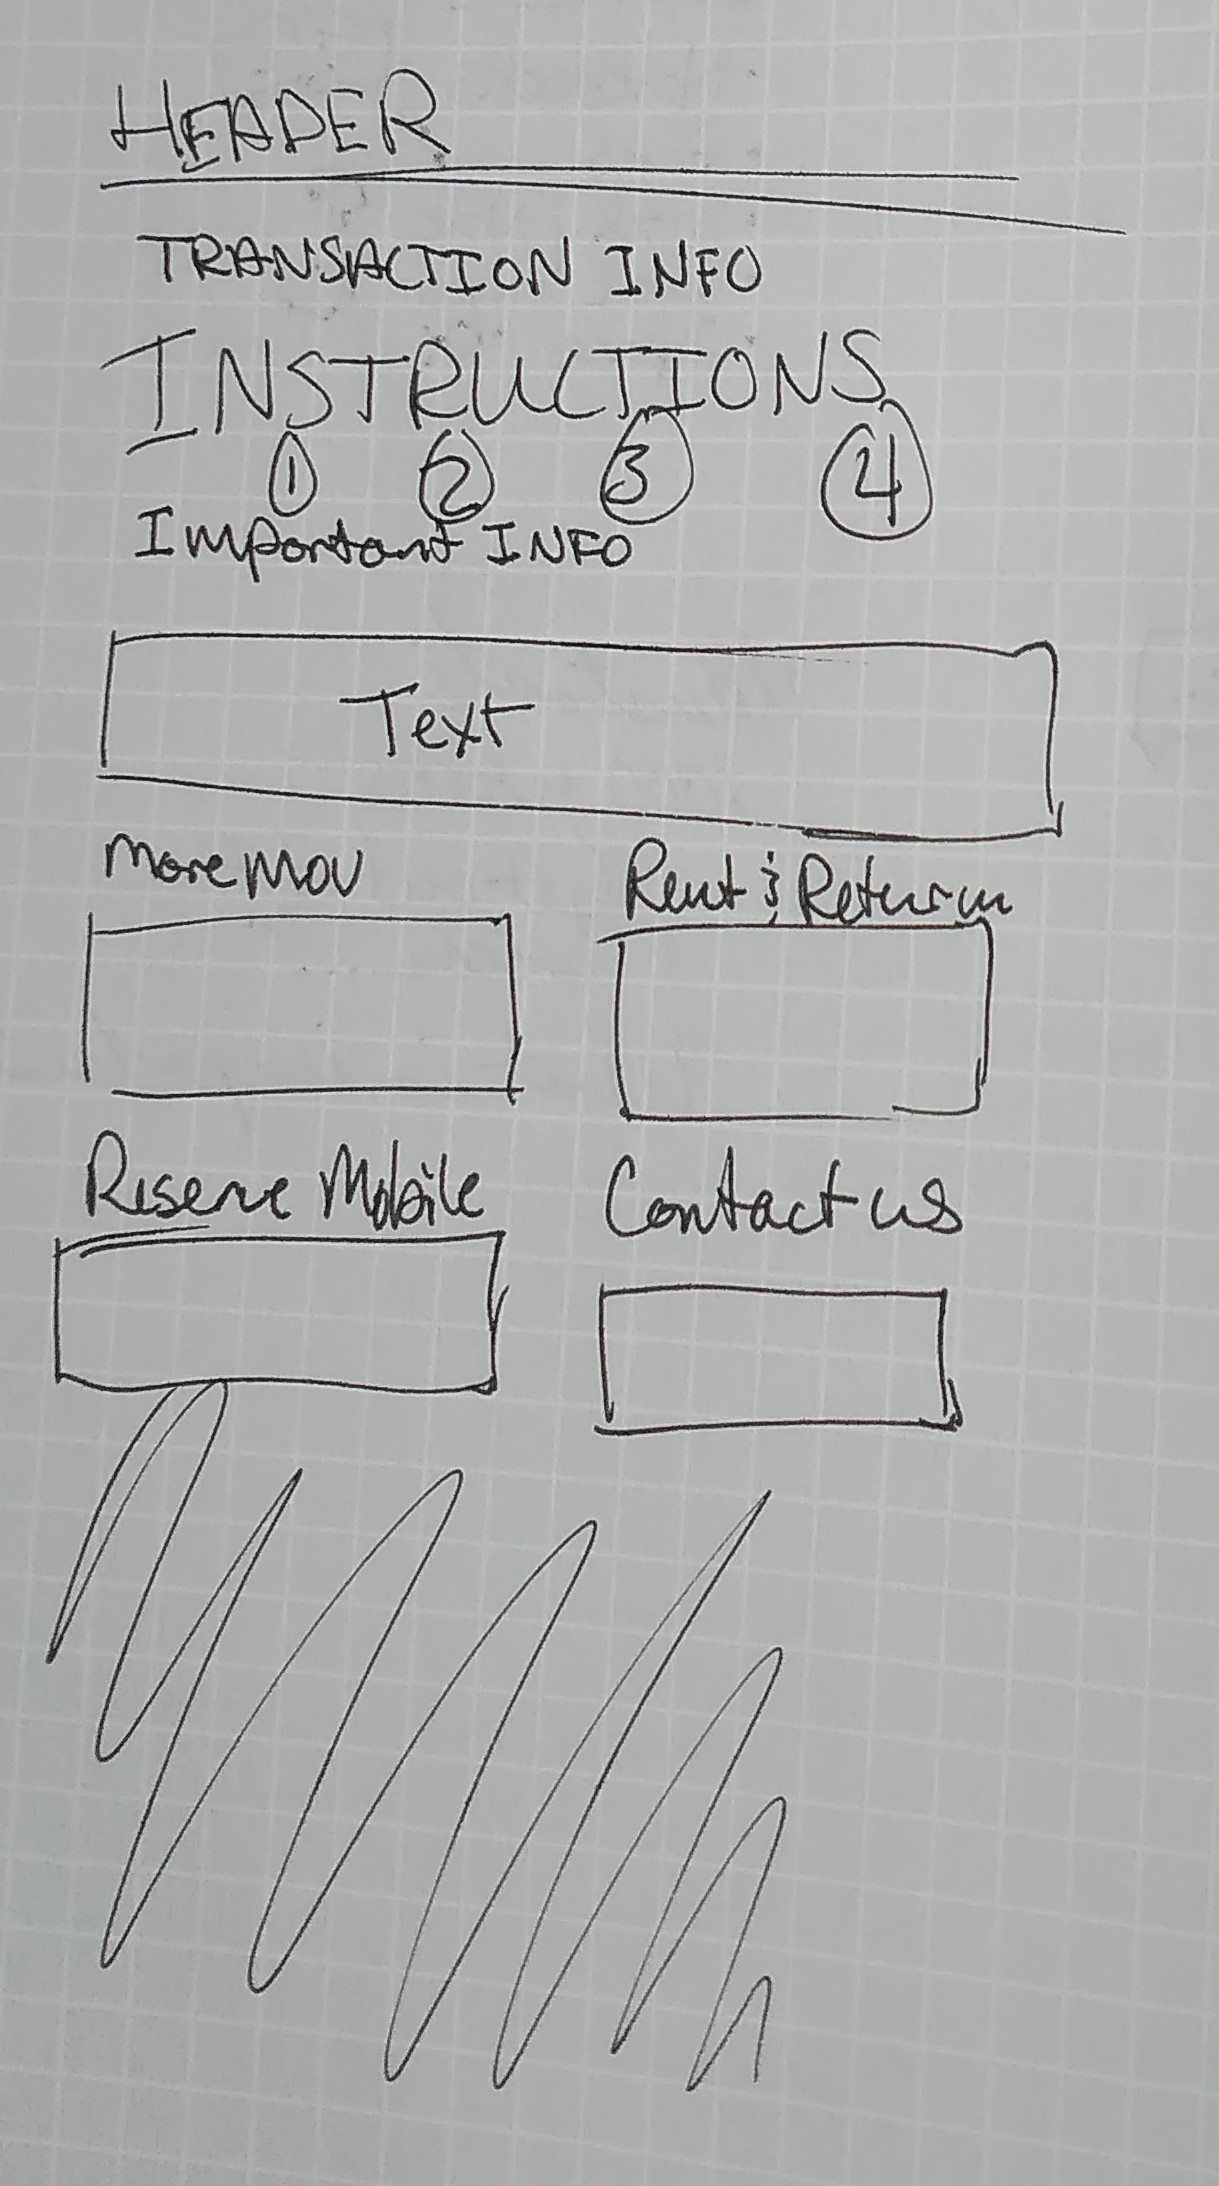 HEADER
TRANSACTION INFO
INSTRUCTIONS
1 2 3 4
Important INFO
Text
More Mov
Rent & Return
Reserve Mobile
Contact us